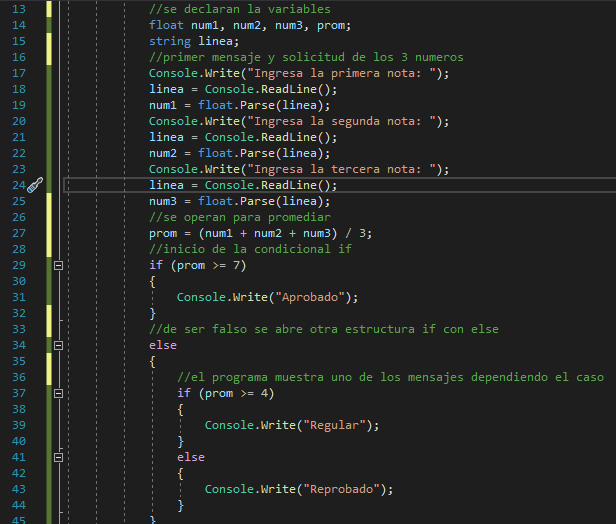 13 //se declaran la variables
14 float num1, num2, num3, prom;
15 string linea;
16 //primer mensaje y solicitud de los 3 numeros
17 Console.Write("Ingresa la primera nota: ");
18 linea = Console.ReadLine();
19 num1 = float.Parse(linea);
20 Console.Write("Ingresa la segunda nota: ");
21 linea = Console.ReadLine();
22 num2 = float.Parse(linea);
23 Console.Write("Ingresa la tercera nota: ");
24 linea = Console.ReadLine();
25 num3 = float.Parse(linea);
26 //se operan para promediar
27 prom = (num1 + num2 + num3) / 3;
28 //inicio de la condicional if
29 if (prom >= 7)
30 {
31 Console.Write("Aprobado");
32 }
33 //de ser falso se abre otra estructura if con else
34 else
35 {
36 //el programa muestra uno de los mensajes dependiendo el caso
37 if (prom >= 4)
38 {
39 Console.Write("Regular");
40 }
41 else
42 {
43 Console.Write("Reprobado");
44 }
45 }